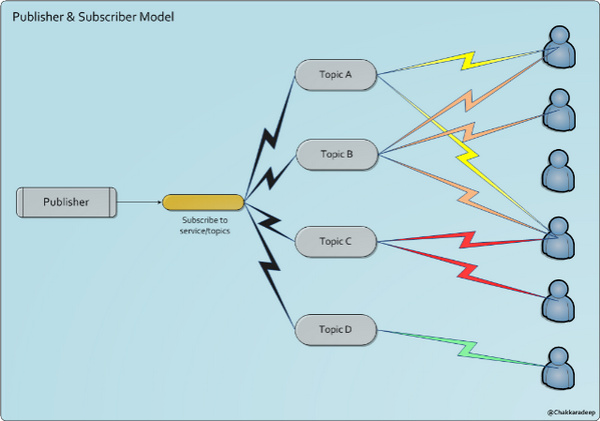 Publisher & Subscriber Model
Topic A
Topic B
Publisher
Subscribe to
service/topics
Topic C
Topic D
@Chakkaradeep